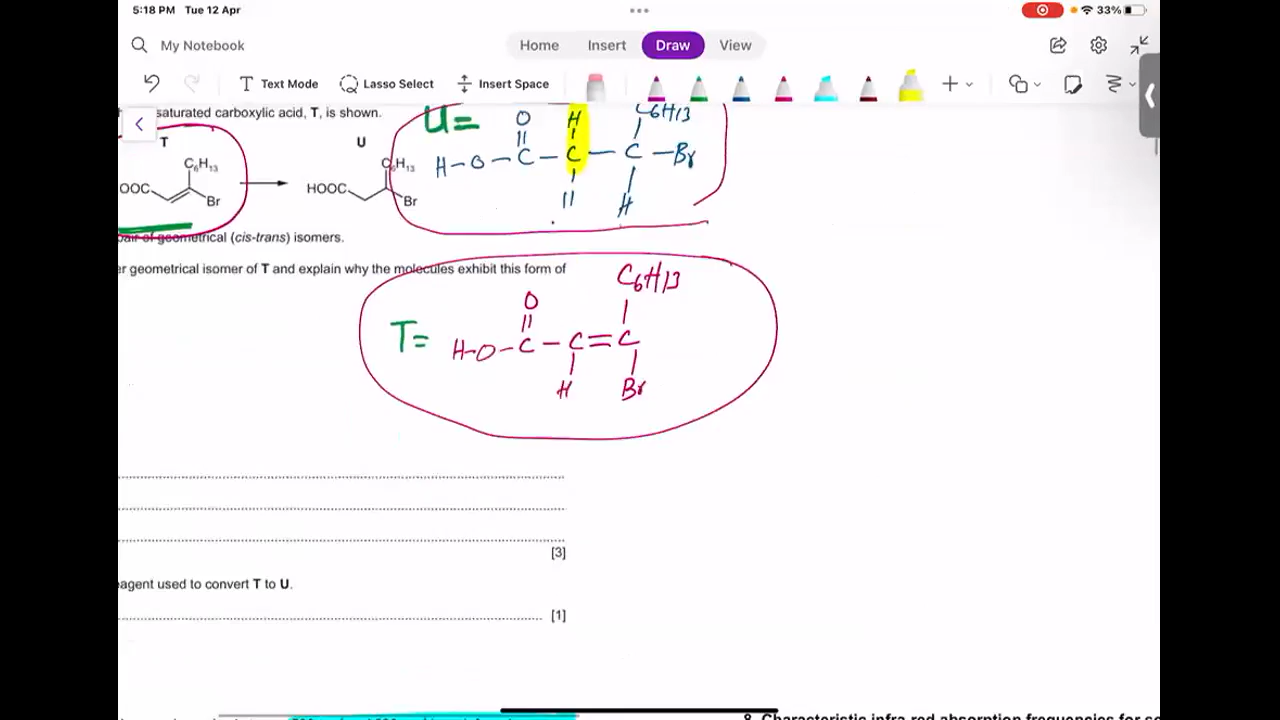 5:18 PM Tue 12 Apr
33%
My Notebook
Home Insert Draw View
Text Mode Lasso Select Insert Space
saturated carboxylic acid, T, is shown.
T U
C6H13 C6H13
OOC Br HOOC Br
U=
O H C6H13
H-O-C-C-C-Br
H
pair of geometrical (cis-trans) isomers.
er geometrical isomer of T and explain why the molecules exhibit this form of
C6H13
O
T= H-O-C-C=C
H Br
[3]
eagent used to convert T to U.
[1]
8 Characteristic infra-red absorption frequencies for